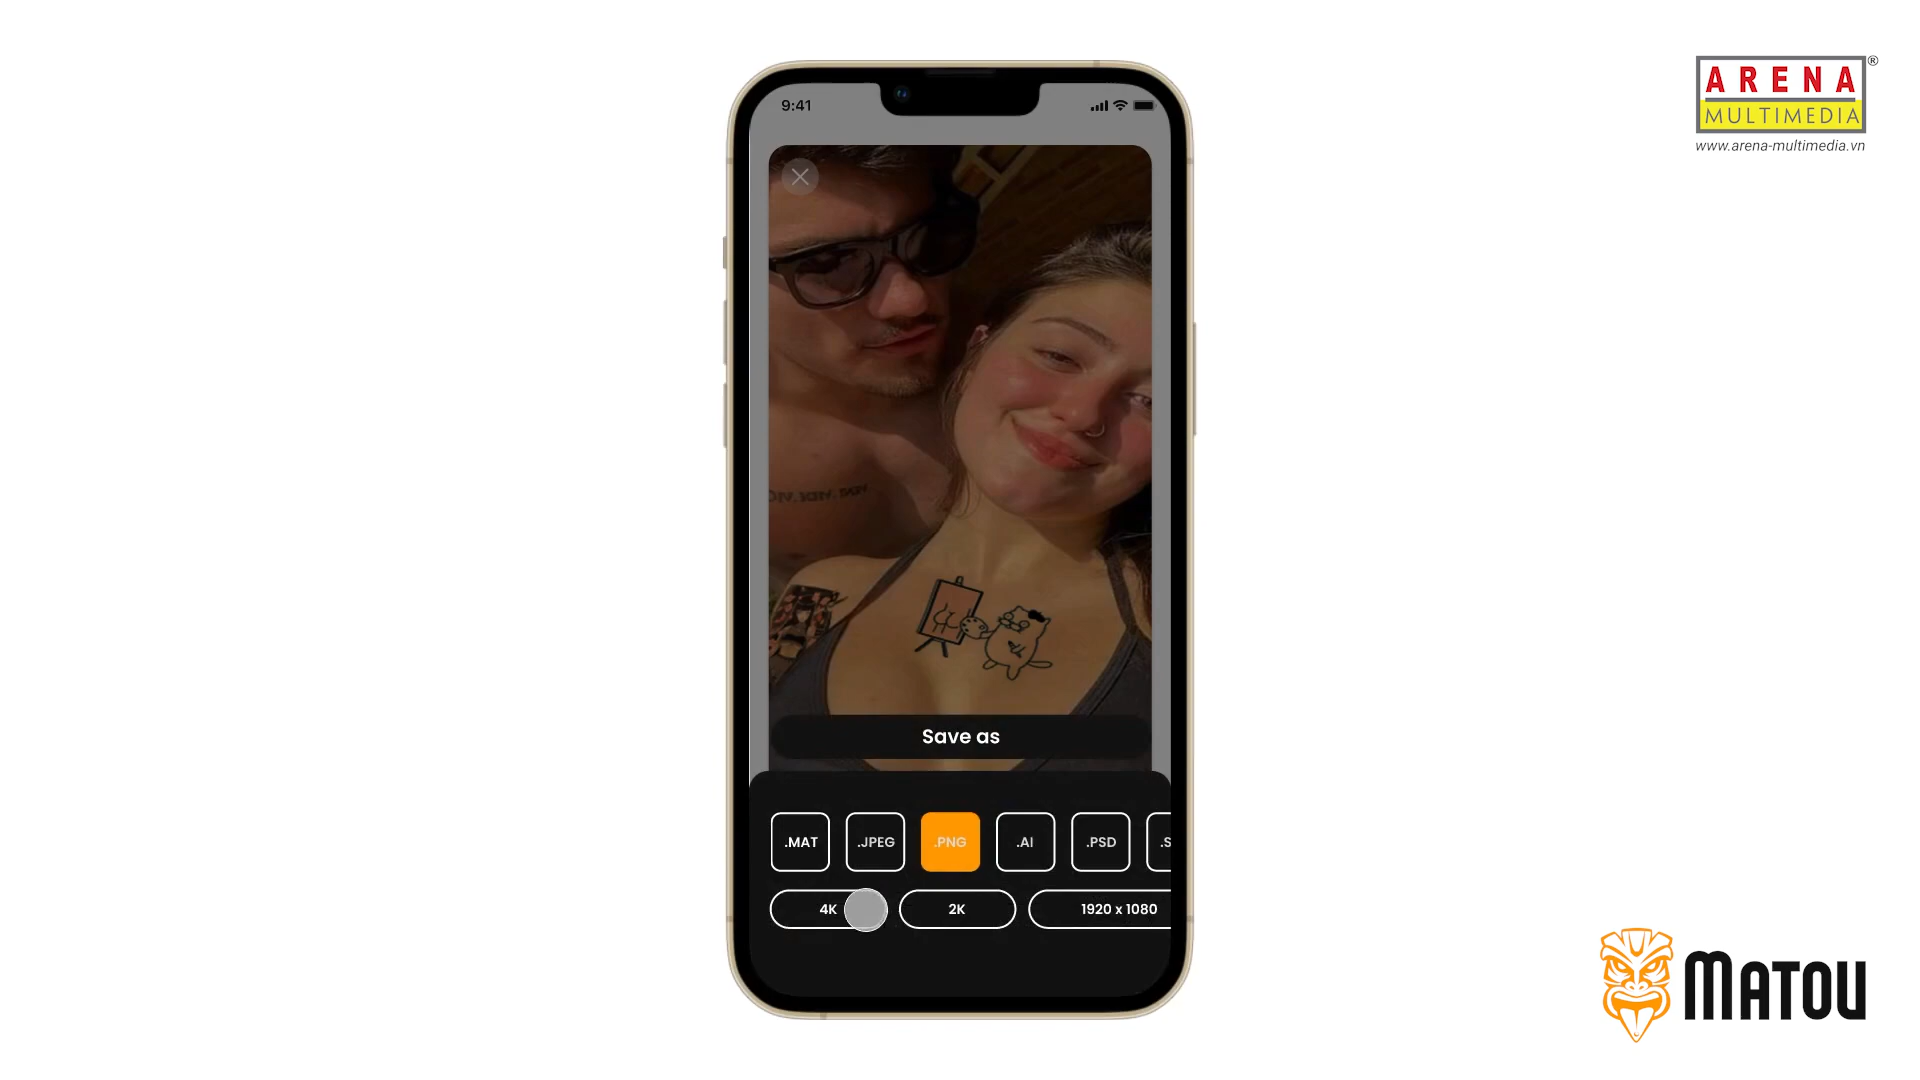 9:41
Save as
.MAT .JPEG .PNG .AI .PSD .S
4K 2K 1920 x 1080
ARENA ®
MULTIMEDIA
www.arena-multimedia.vn
MATOU